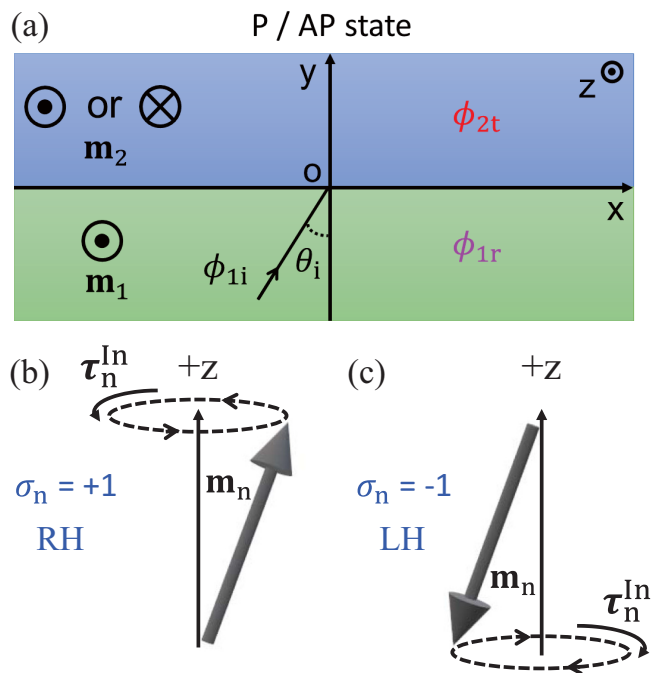 (a) P / AP state
y
z
or
m₂
ϕ₂ₜ
o
x
m₁
ϕ₁ᵢ
θᵢ
ϕ₁ᵣ
(b) τₙᴵⁿ +z (c) +z
mₙ
σₙ = +1
RH
σₙ = -1
LH
mₙ
τₙᴵⁿ